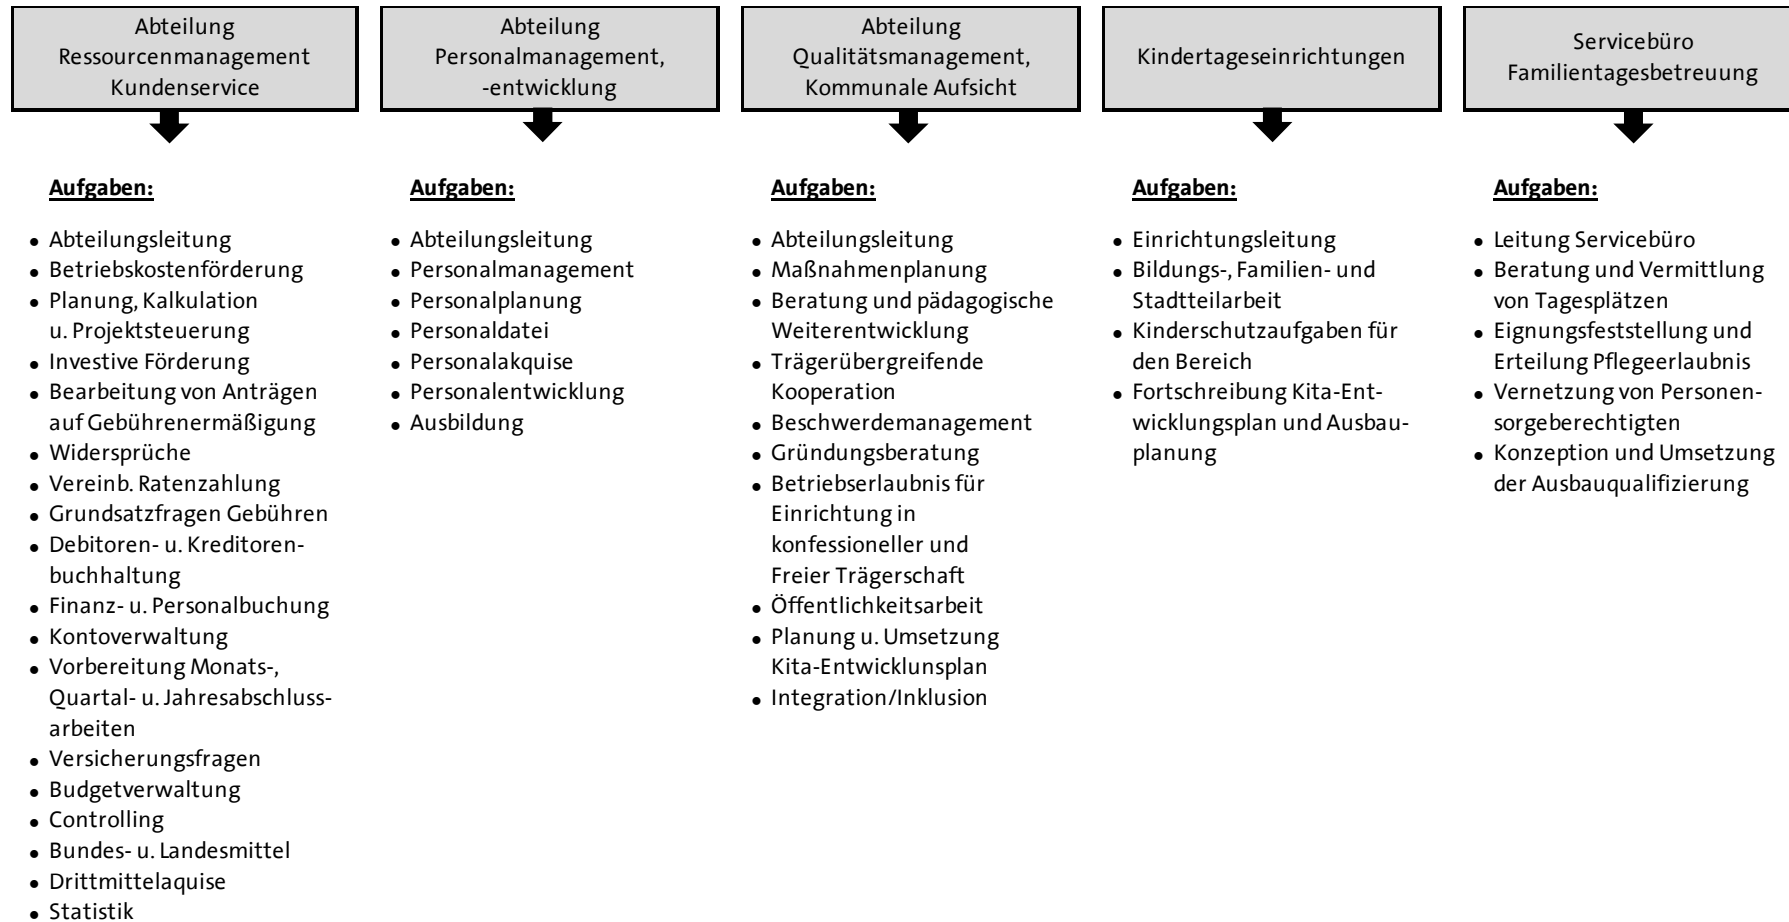 Abteilung
Ressourcenmanagement
Kundenservice
Aufgaben:
• Abteilungsleitung
• Betriebskostenförderung
• Planung, Kalkulation
u. Projektsteuerung
• Investive Förderung
• Bearbeitung von Anträgen
auf Gebührenermäßigung
• Widersprüche
• Vereinb. Ratenzahlung
• Grundsatzfragen Gebühren
• Debitoren- u. Kreditoren-
buchhaltung
• Finanz- u. Personalbuchung
• Kontoverwaltung
• Vorbereitung Monats-,
Quartal- u. Jahresabschluss-
arbeiten
• Versicherungsfragen
• Budgetverwaltung
• Controlling
• Bundes- u. Landesmittel
• Drittmittelaquise
• Statistik
Abteilung
Personalmanagement,
-entwicklung
Aufgaben:
• Abteilungsleitung
• Personalmanagement
• Personalplanung
• Personaldatei
• Personalakquise
• Personalentwicklung
• Ausbildung
Abteilung
Qualitätsmanagement,
Kommunale Aufsicht
Aufgaben:
• Abteilungsleitung
• Maßnahmenplanung
• Beratung und pädagogische
Weiterentwicklung
• Trägerübergreifende
Kooperation
• Beschwerdemanagement
• Gründungsberatung
• Betriebserlaubnis für
Einrichtung in
konfessioneller und
Freier Trägerschaft
• Öffentlichkeitsarbeit
• Planung u. Umsetzung
Kita-Entwicklunsplan
• Integration/Inklusion
Kindertageseinrichtungen
Aufgaben:
• Einrichtungsleitung
• Bildungs-, Familien- und
Stadtteilarbeit
• Kinderschutzaufgaben für
den Bereich
• Fortschreibung Kita-Ent-
wicklungsplan und Ausbau-
planung
Servicebüro
Familientagesbetreuung
Aufgaben:
• Leitung Servicebüro
• Beratung und Vermittlung
von Tagesplätzen
• Eignungsfeststellung und
Erteilung Pflegeerlaubnis
• Vernetzung von Personen-
sorgeberechtigten
• Konzeption und Umsetzung
der Ausbauqualifizierung